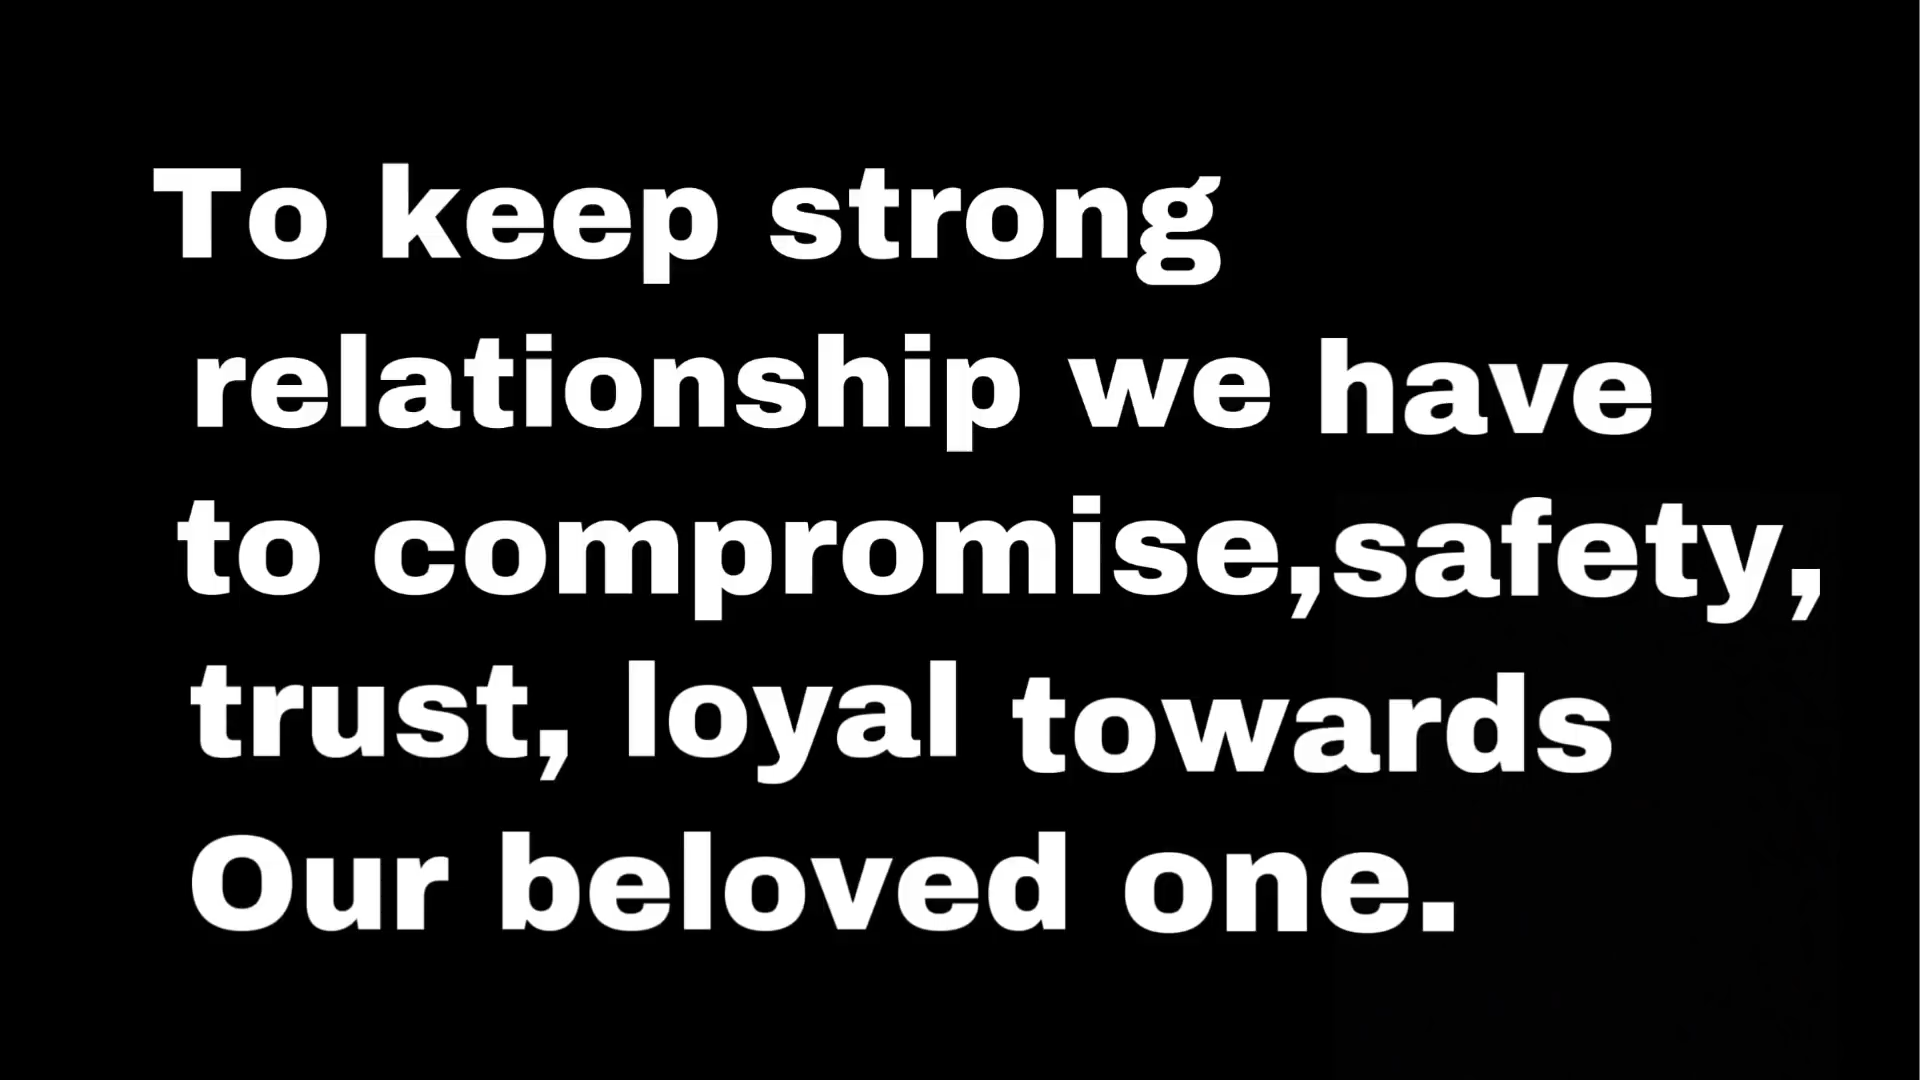 To keep strong
relationship we have
to compromise,safety,
trust, loyal towards
Our beloved one.